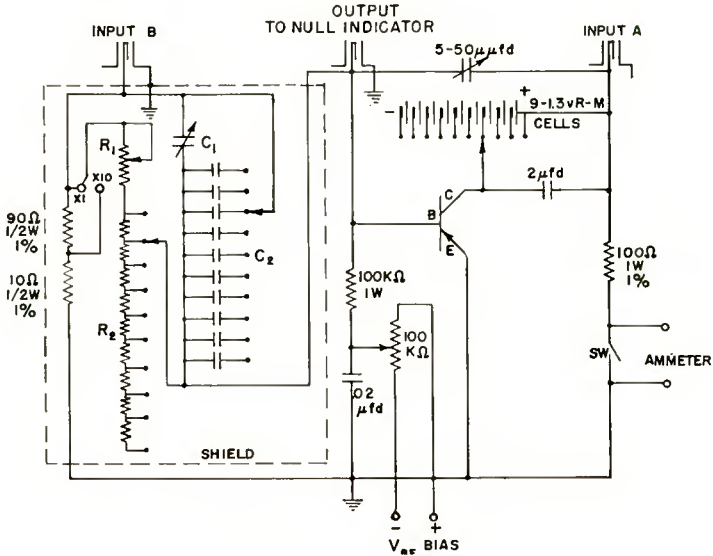 OUTPUT
TO NULL INDICATOR
INPUT B
INPUT A
5-50μμfd
+
-
9-1.3vR-M
CELLS
R1
C1
X1
X10
2μfd
C
B
E
90Ω
1/2W
1%
C2
10Ω
1/2W
1%
100KΩ
1W
100Ω
1W
1%
R2
100
KΩ
SW
AMMETER
.02
μfd
SHIELD
- +
VBE BIAS